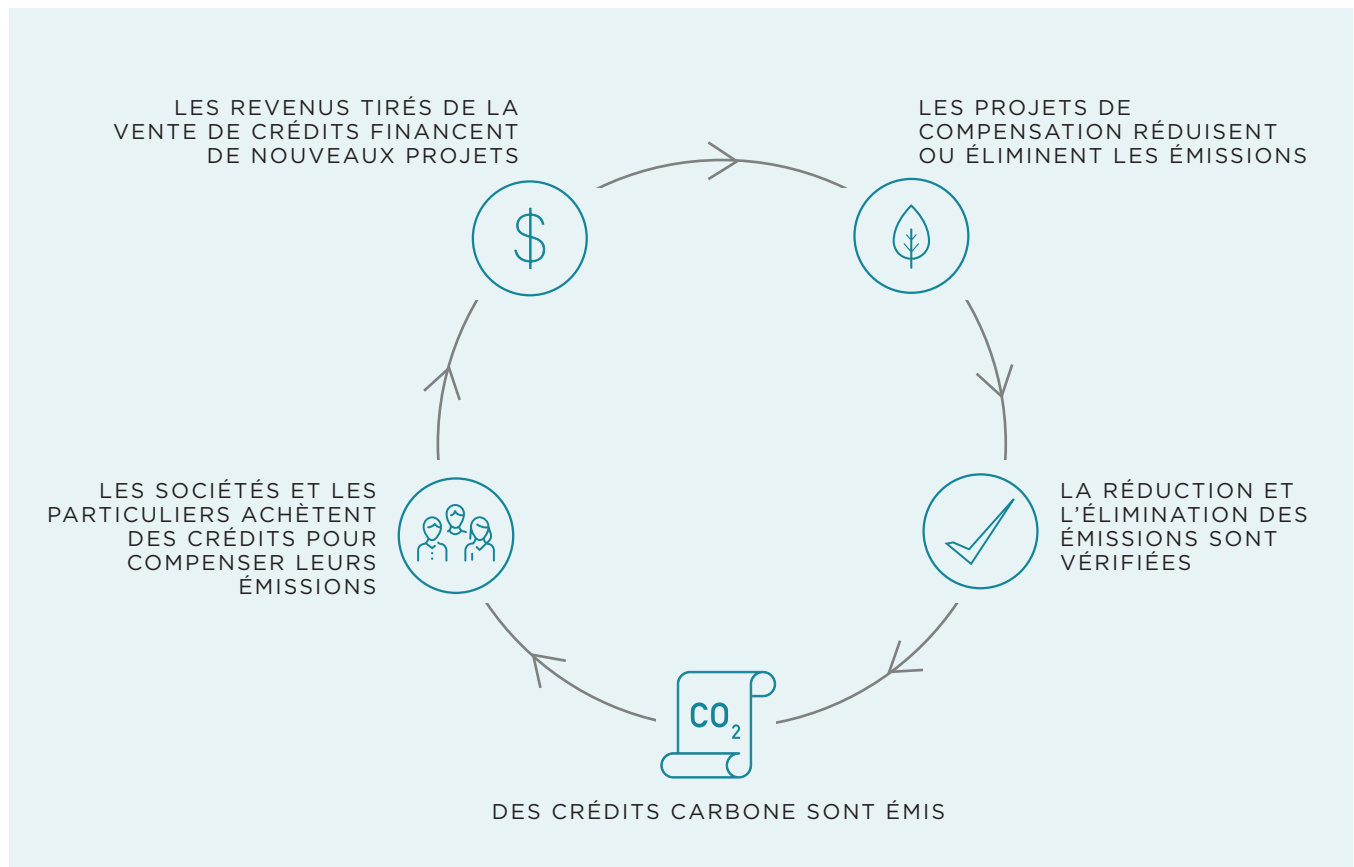 LES REVENUS TIRÉS DE LA
VENTE DE CRÉDITS FINANCENT
DE NOUVEAUX PROJETS
LES PROJETS DE
COMPENSATION RÉDUISENT
OU ÉLIMINENT LES ÉMISSIONS
$
LA RÉDUCTION ET
L’ÉLIMINATION DES
ÉMISSIONS SONT
VÉRIFIÉES
CO₂
DES CRÉDITS CARBONE SONT ÉMIS
LES SOCIÉTÉS ET LES
PARTICULIERS ACHÈTENT
DES CRÉDITS POUR
COMPENSER LEURS
ÉMISSIONS